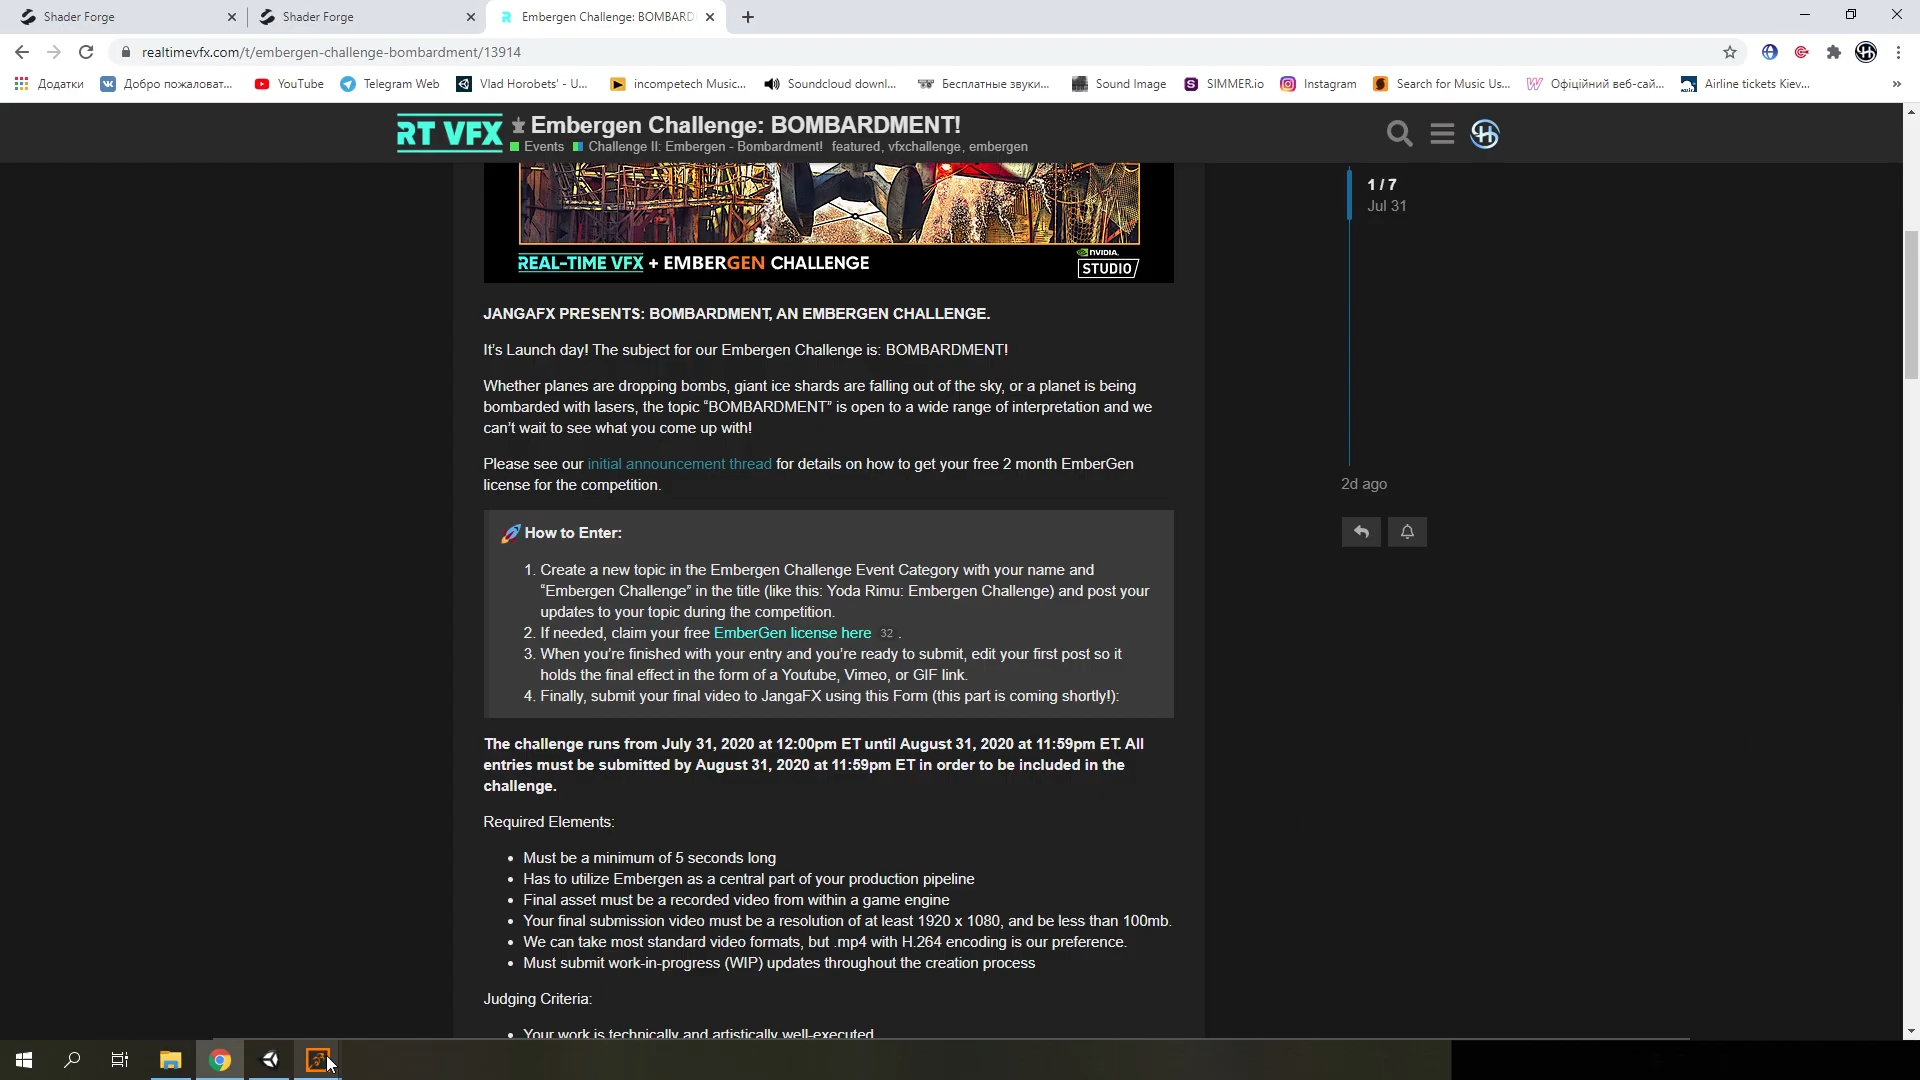 Shader Forge
Shader Forge
Embergen Challenge: BOMBARD
realtimevfx.com/t/embergen-challenge-bombardment/13914
Додатки
Добро пожаловат...
YouTube
Telegram Web
Vlad Horobets' - U...
incompetech Music...
Soundcloud downl...
Бесплатные звуки...
Sound Image
SIMMER.io
Instagram
Search for Music Us...
Офіційний веб-сай...
Airline tickets Kiev...
RT VFX
Embergen Challenge: BOMBARDMENT!
Events Challenge II: Embergen - Bombardment! featured, vfxchallenge, embergen
1 / 7
Jul 31
REAL-TIME VFX + EMBERGEN CHALLENGE
NVIDIA.
STUDIO
JANGAFX PRESENTS: BOMBARDMENT, AN EMBERGEN CHALLENGE.
It’s Launch day! The subject for our Embergen Challenge is: BOMBARDMENT!
Whether planes are dropping bombs, giant ice shards are falling out of the sky, or a planet is being
bombarded with lasers, the topic “BOMBARDMENT” is open to a wide range of interpretation and we
can’t wait to see what you come up with!
Please see our initial announcement thread for details on how to get your free 2 month EmberGen
license for the competition.
2d ago
How to Enter:
1. Create a new topic in the Embergen Challenge Event Category with your name and
“Embergen Challenge” in the title (like this: Yoda Rimu: Embergen Challenge) and post your
updates to your topic during the competition.
2. If needed, claim your free EmberGen license here 32 .
3. When you’re finished with your entry and you’re ready to submit, edit your first post so it
holds the final effect in the form of a Youtube, Vimeo, or GIF link.
4. Finally, submit your final video to JangaFX using this Form (this part is coming shortly!):
The challenge runs from July 31, 2020 at 12:00pm ET until August 31, 2020 at 11:59pm ET. All
entries must be submitted by August 31, 2020 at 11:59pm ET in order to be included in the
challenge.
Required Elements:
• Must be a minimum of 5 seconds long
• Has to utilize Embergen as a central part of your production pipeline
• Final asset must be a recorded video from within a game engine
• Your final submission video must be a resolution of at least 1920 x 1080, and be less than 100mb.
• We can take most standard video formats, but .mp4 with H.264 encoding is our preference.
• Must submit work-in-progress (WIP) updates throughout the creation process
Judging Criteria:
• Your work is technically and artistically well-executed